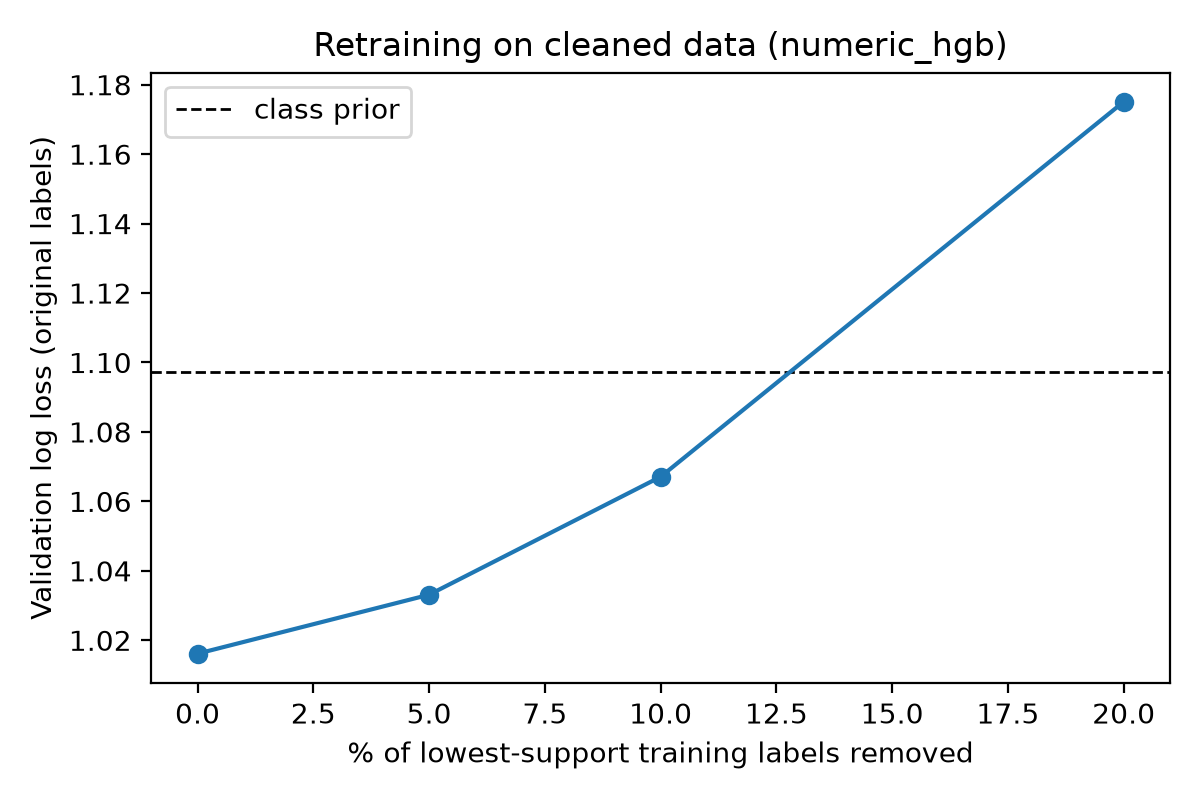 Retraining on cleaned data (numeric_hgb)
class prior
Validation log loss (original labels)
1.18
1.16
1.14
1.12
1.10
1.08
1.06
1.04
1.02
0.0 2.5 5.0 7.5 10.0 12.5 15.0 17.5 20.0
% of lowest-support training labels removed